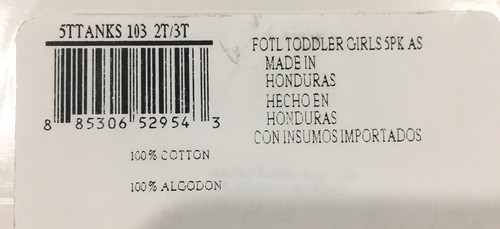 5TTANKS 103 2T/3T
8 85306 52954 3
100% COTTON
100% ALGODON
FOTL TODDLER GIRLS 5PK AS
MADE IN
HONDURAS
HECHO EN
HONDURAS
CON INSUMOS IMPORTADOS